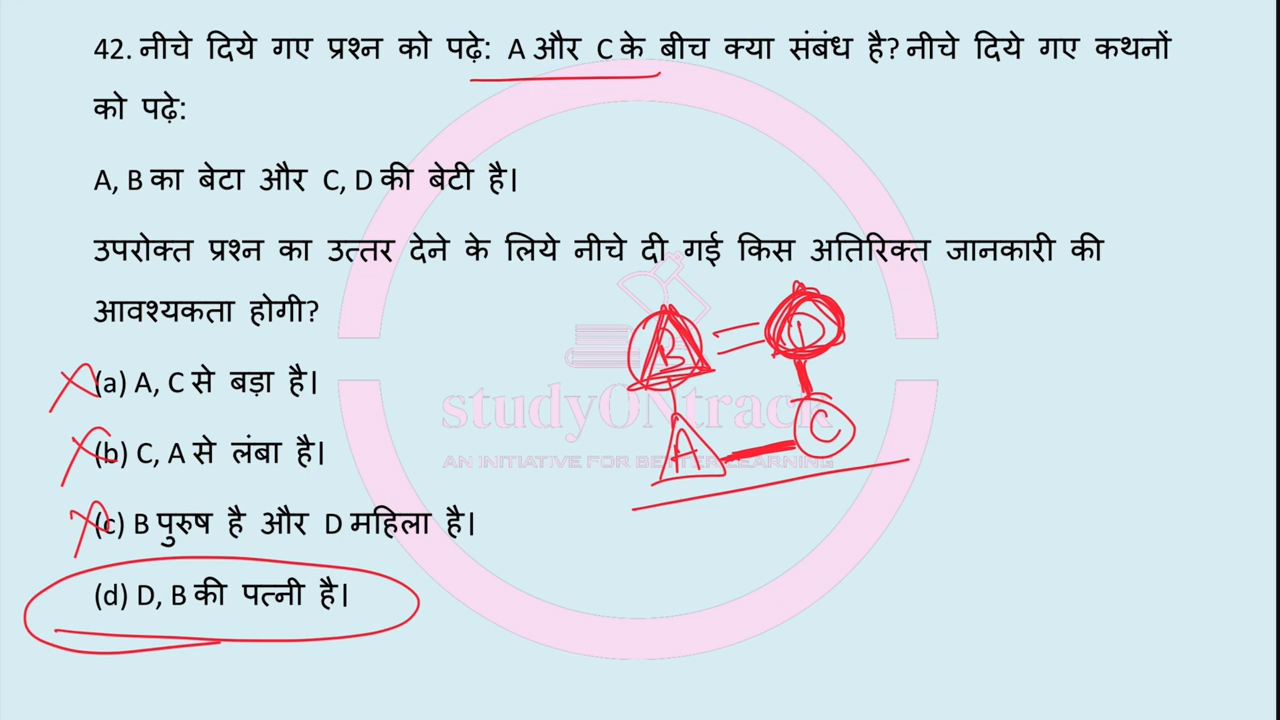 42. नीचे दिये गए प्रश्न को पढ़े: A और C के बीच क्या संबंध है? नीचे दिये गए कथनों
को पढ़े:
A, B का बेटा और C, D की बेटी है।
उपरोक्त प्रश्न का उत्तर देने के लिये नीचे दी गई किस अतिरिक्त जानकारी की
आवश्यकता होगी?
(a) A, C से बड़ा है।
(b) C, A से लंबा है।
(c) B पुरुष है और D महिला है।
(d) D, B की पत्नी है।
B D
A C
studyONtrack
AN INITIATIVE FOR BETTER LEARNING